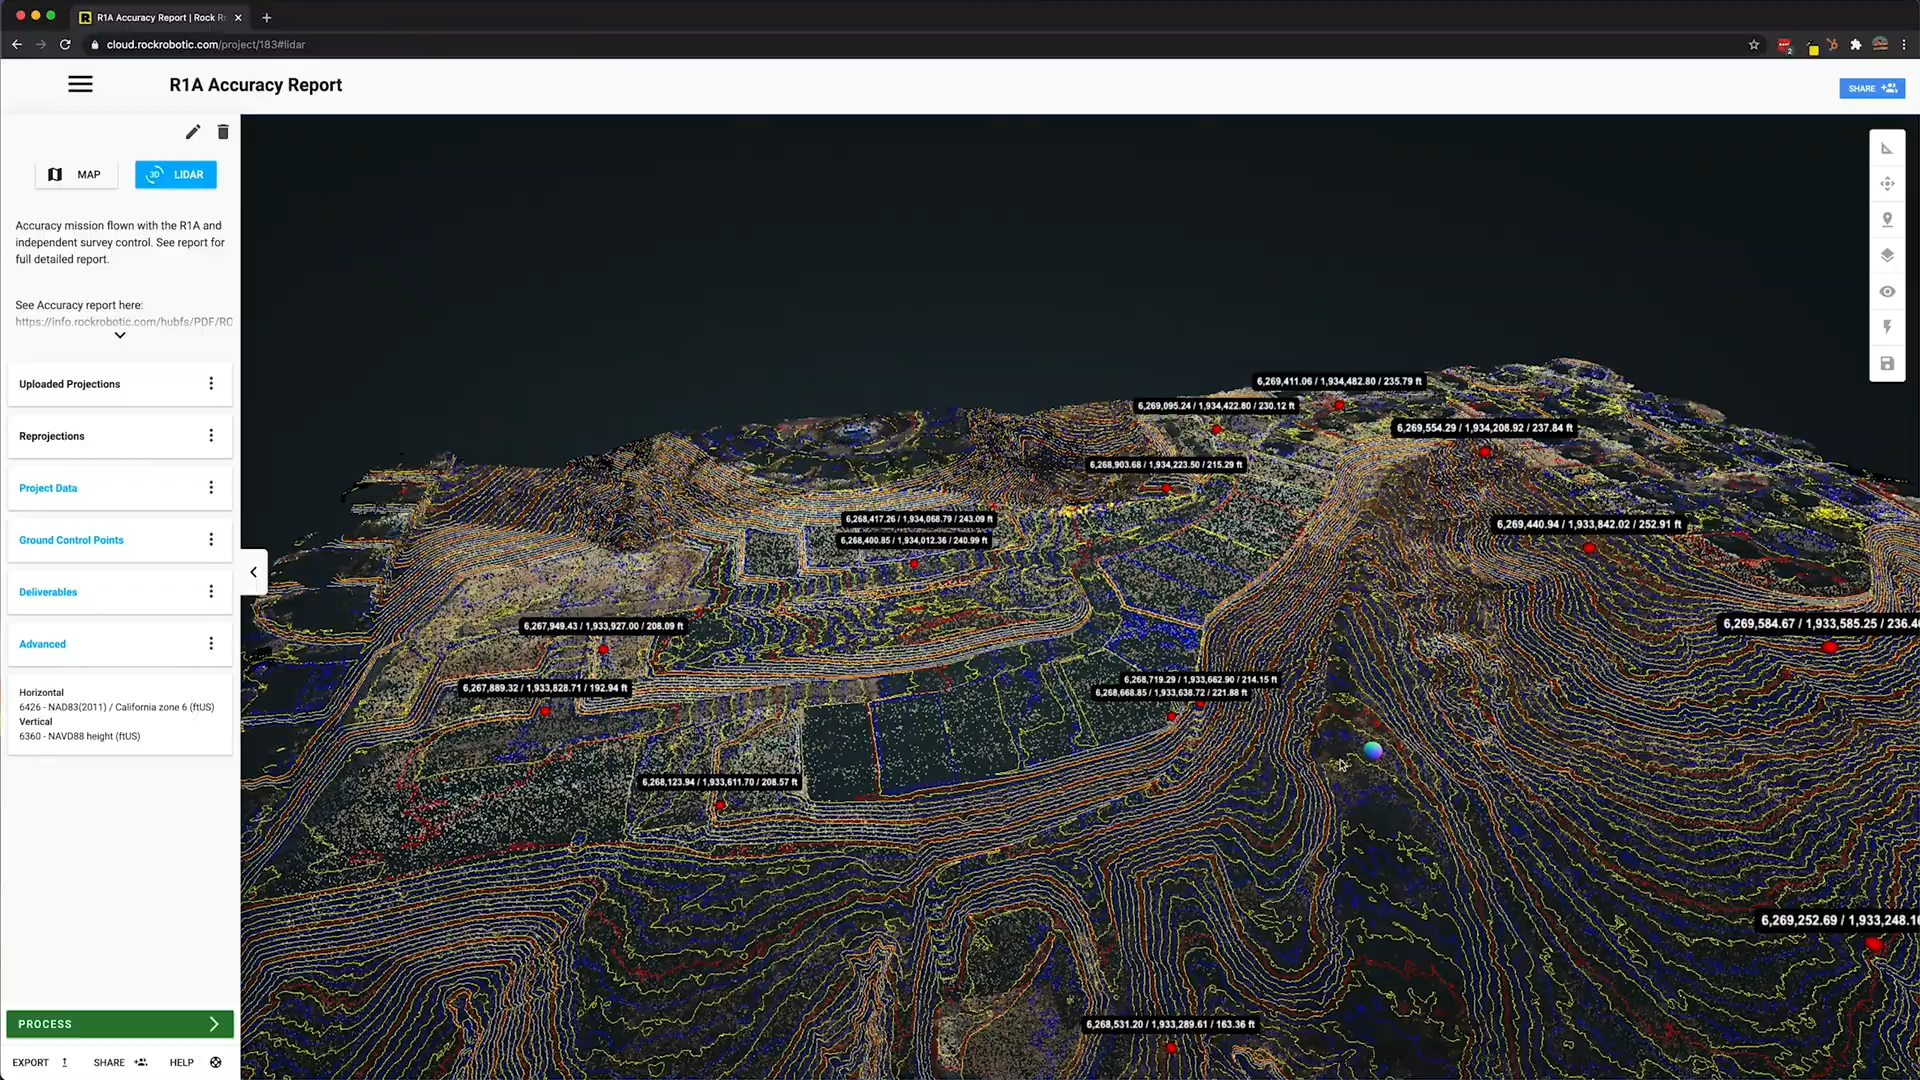 R1A Accuracy Report | Rock R
cloud.rockrobotic.com/project/183#lidar
R1A Accuracy Report
SHARE
MAP
3D LIDAR
Accuracy mission flown with the R1A and
independent survey control. See report for
full detailed report.
See Accuracy report here:
https://info.rockrobotic.com/hubfs/PDF/RO
Uploaded Projections
Reprojections
Project Data
Ground Control Points
Deliverables
Advanced
Horizontal
6426 - NAD83(2011) / California zone 6 (ftUS)
Vertical
6360 - NAVD88 height (ftUS)
PROCESS
EXPORT
SHARE
HELP
6,269,411.06 / 1,934,482.80 / 235.79 ft
6,269,095.24 / 1,934,422.80 / 230.12 ft
6,269,554.29 / 1,934,208.92 / 237.84 ft
6,268,903.68 / 1,934,223.50 / 215.29 ft
6,268,417.26 / 1,934,068.79 / 243.09 ft
6,269,440.94 / 1,933,842.02 / 252.91 ft
6,268,400.85 / 1,934,012.36 / 240.99 ft
6,267,949.43 / 1,933,927.00 / 208.09 ft
6,269,584.67 / 1,933,585.25 / 236.4
6,268,719.29 / 1,933,662.90 / 214.15 ft
6,267,889.32 / 1,933,828.71 / 192.94 ft
6,268,668.85 / 1,933,638.72 / 221.88 ft
6,268,123.94 / 1,933,611.70 / 208.57 ft
6,269,252.69 / 1,933,248.1
6,268,531.20 / 1,933,289.61 / 163.36 ft